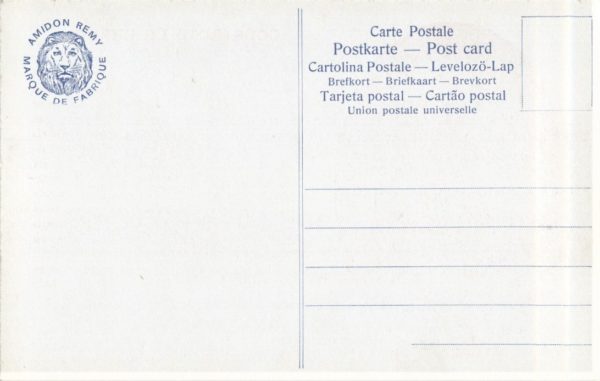 AMIDON REMY
MARQUE DE FABRIQUE
Carte Postale
Postkarte — Post card
Cartolina Postale — Levelozö-Lap
Brefkort — Briefkaart — Brevkort
Tarjeta postal — Cartão postal
Union postale universelle